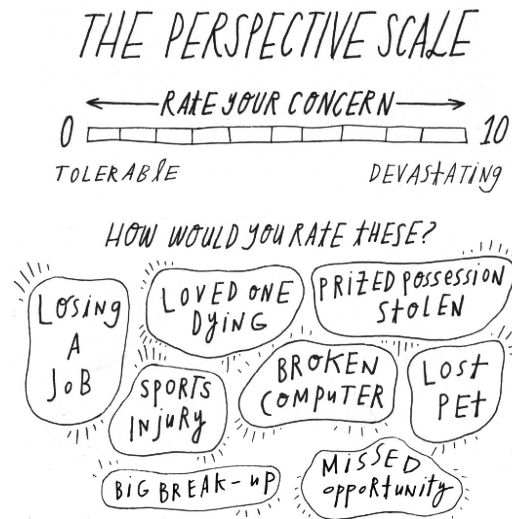 THE PERSPECTIVE SCALE
RATE YOUR CONCERN
0 10
TOLERABLE DEVASTATING
HOW WOULD YOU RATE THESE?
LOSING
A
JOB
LOVED ONE
DYING
PRIZED POSSESSION
STOLEN
SPORTS
INJURY
BROKEN
COMPUTER
LOST
PET
BIG BREAK-UP
MISSED
OPPORTUNITY